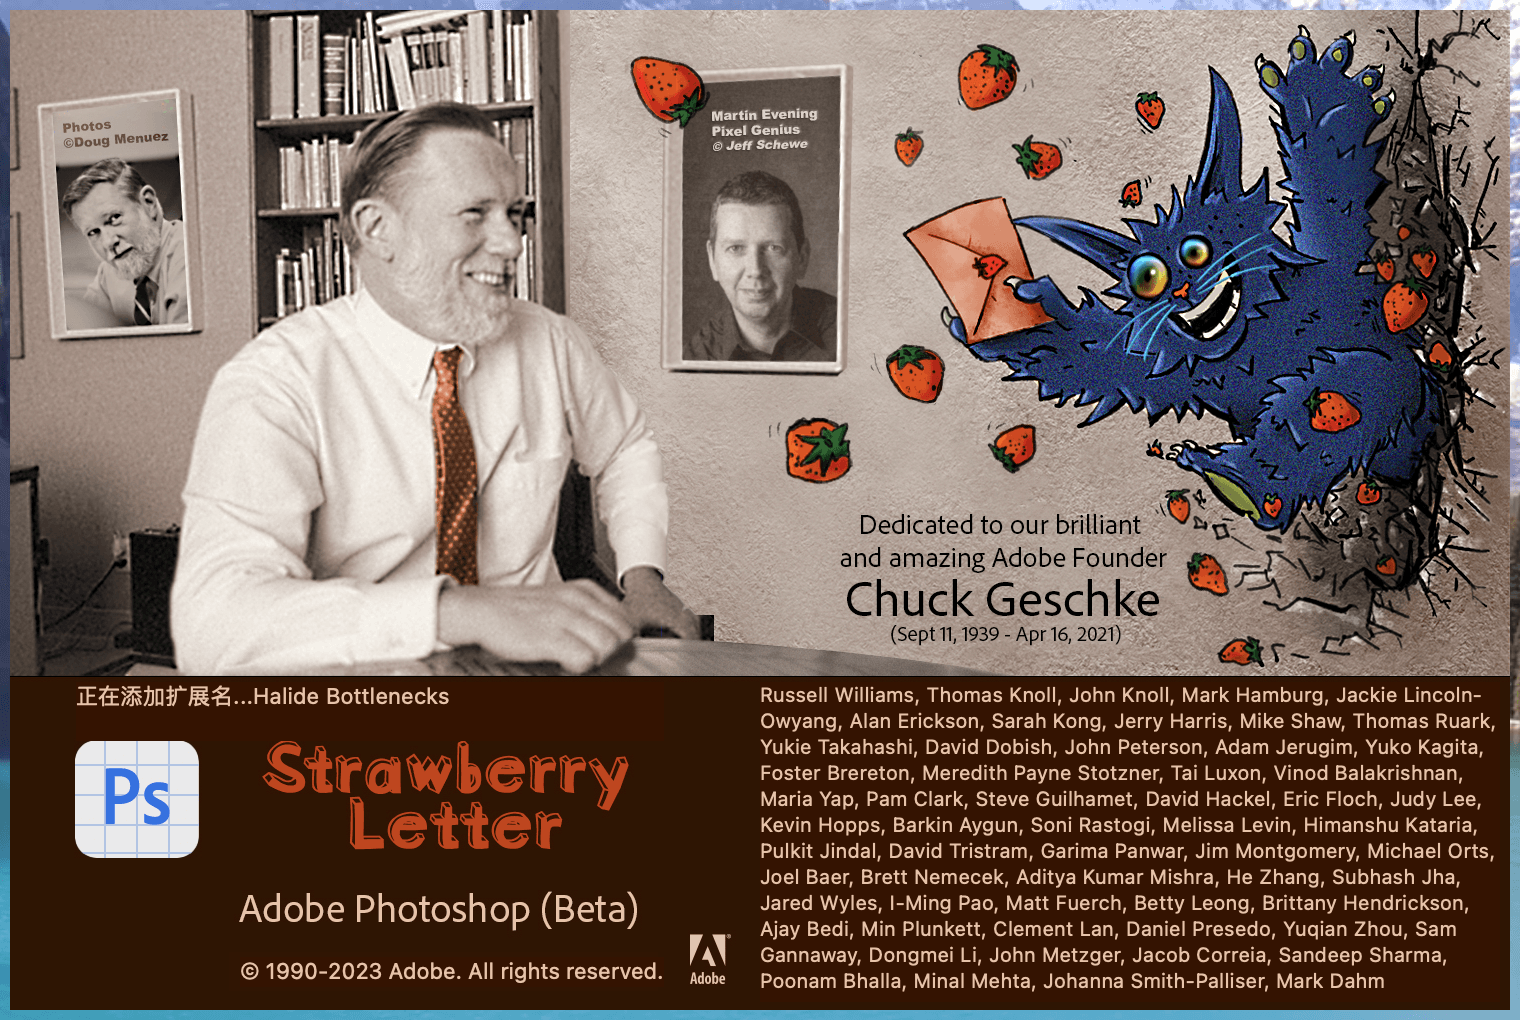 Photos
©Doug Menuez
Martin Evening
Pixel Genius
© Jeff Schewe
Dedicated to our brilliant
and amazing Adobe Founder
Chuck Geschke
(Sept 11, 1939 - Apr 16, 2021)
正在添加扩展名...Halide Bottlenecks
Ps
Strawberry
Letter
Adobe Photoshop (Beta)
© 1990-2023 Adobe. All rights reserved.
Adobe
Russell Williams, Thomas Knoll, John Knoll, Mark Hamburg, Jackie Lincoln-
Owyang, Alan Erickson, Sarah Kong, Jerry Harris, Mike Shaw, Thomas Ruark,
Yukie Takahashi, David Dobish, John Peterson, Adam Jerugim, Yuko Kagita,
Foster Brereton, Meredith Payne Stotzner, Tai Luxon, Vinod Balakrishnan,
Maria Yap, Pam Clark, Steve Guilhamet, David Hackel, Eric Floch, Judy Lee,
Kevin Hopps, Barkin Aygun, Soni Rastogi, Melissa Levin, Himanshu Kataria,
Pulkit Jindal, David Tristram, Garima Panwar, Jim Montgomery, Michael Orts,
Joel Baer, Brett Nemecek, Aditya Kumar Mishra, He Zhang, Subhash Jha,
Jared Wyles, I-Ming Pao, Matt Fuerch, Betty Leong, Brittany Hendrickson,
Ajay Bedi, Min Plunkett, Clement Lan, Daniel Presedo, Yuqian Zhou, Sam
Gannaway, Dongmei Li, John Metzger, Jacob Correia, Sandeep Sharma,
Poonam Bhalla, Minal Mehta, Johanna Smith-Palliser, Mark Dahm